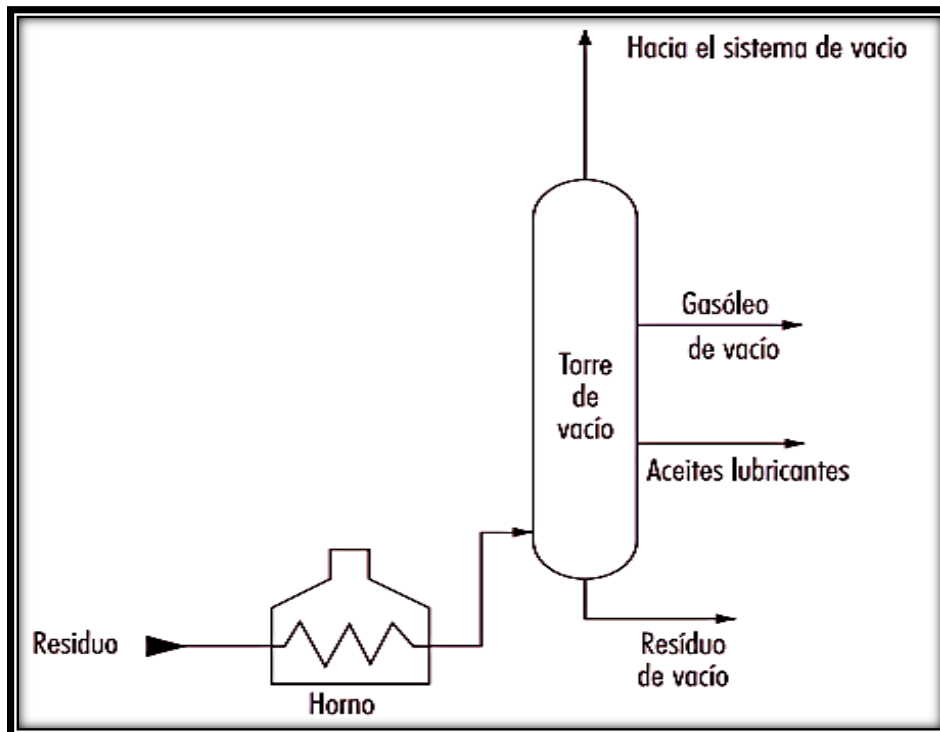 Hacia el sistema de vacio
Gasóleo
de vacío
Torre
de
vacío
Aceites lubricantes
Residuo
Horno
Resíduo
de vacío